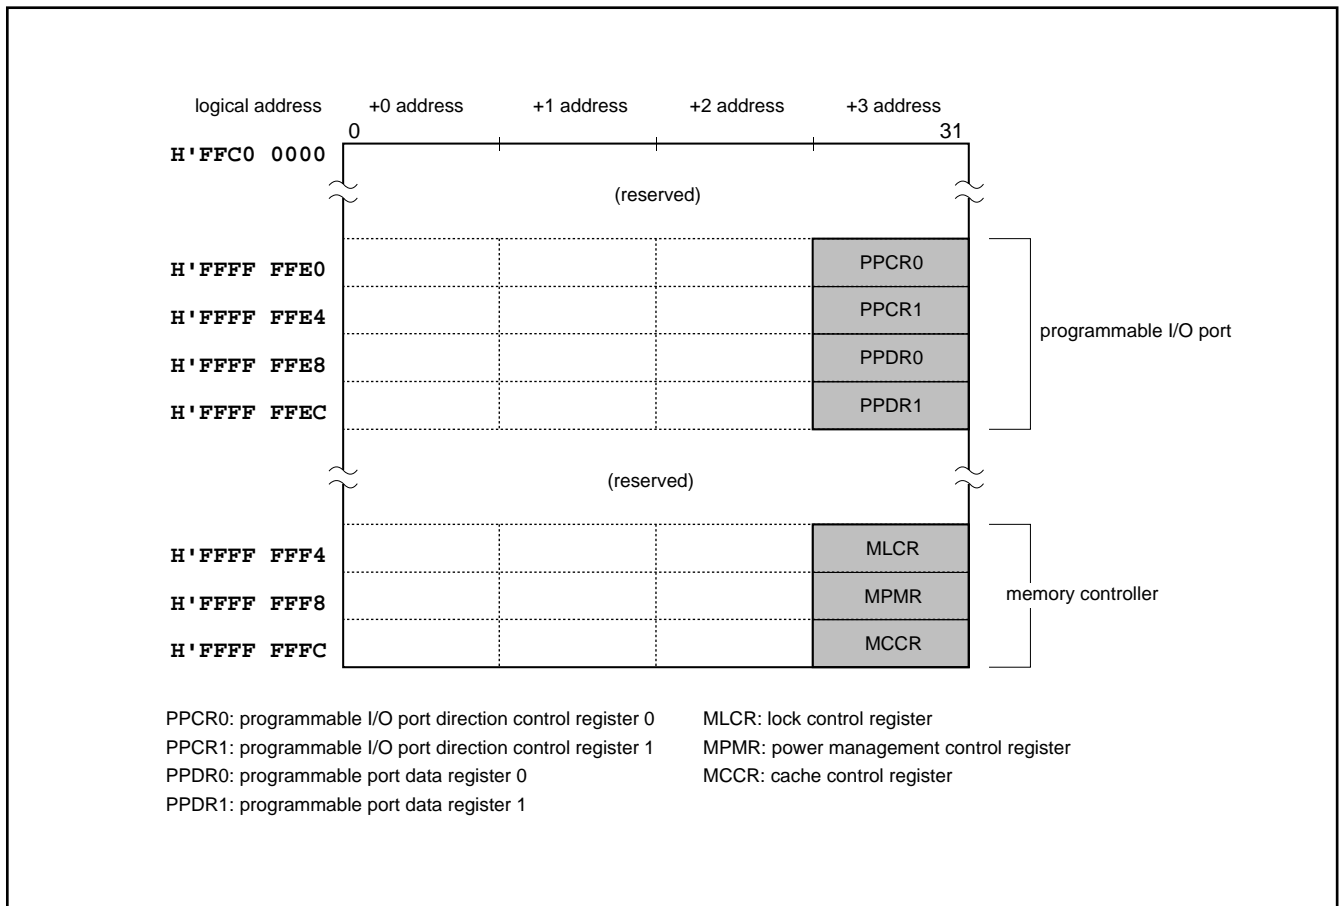 logical address +0 address +1 address +2 address +3 address
0 31
H'FFC0 0000
(reserved)
H'FFFF FFE0 PPCR0
H'FFFF FFE4 PPCR1
programmable I/O port
H'FFFF FFE8 PPDR0
H'FFFF FFEC PPDR1
(reserved)
H'FFFF FFF4 MLCR
H'FFFF FFF8 MPMR memory controller
H'FFFF FFFC MCCR
PPCR0: programmable I/O port direction control register 0
PPCR1: programmable I/O port direction control register 1
PPDR0: programmable port data register 0
PPDR1: programmable port data register 1
MLCR: lock control register
MPMR: power management control register
MCCR: cache control register